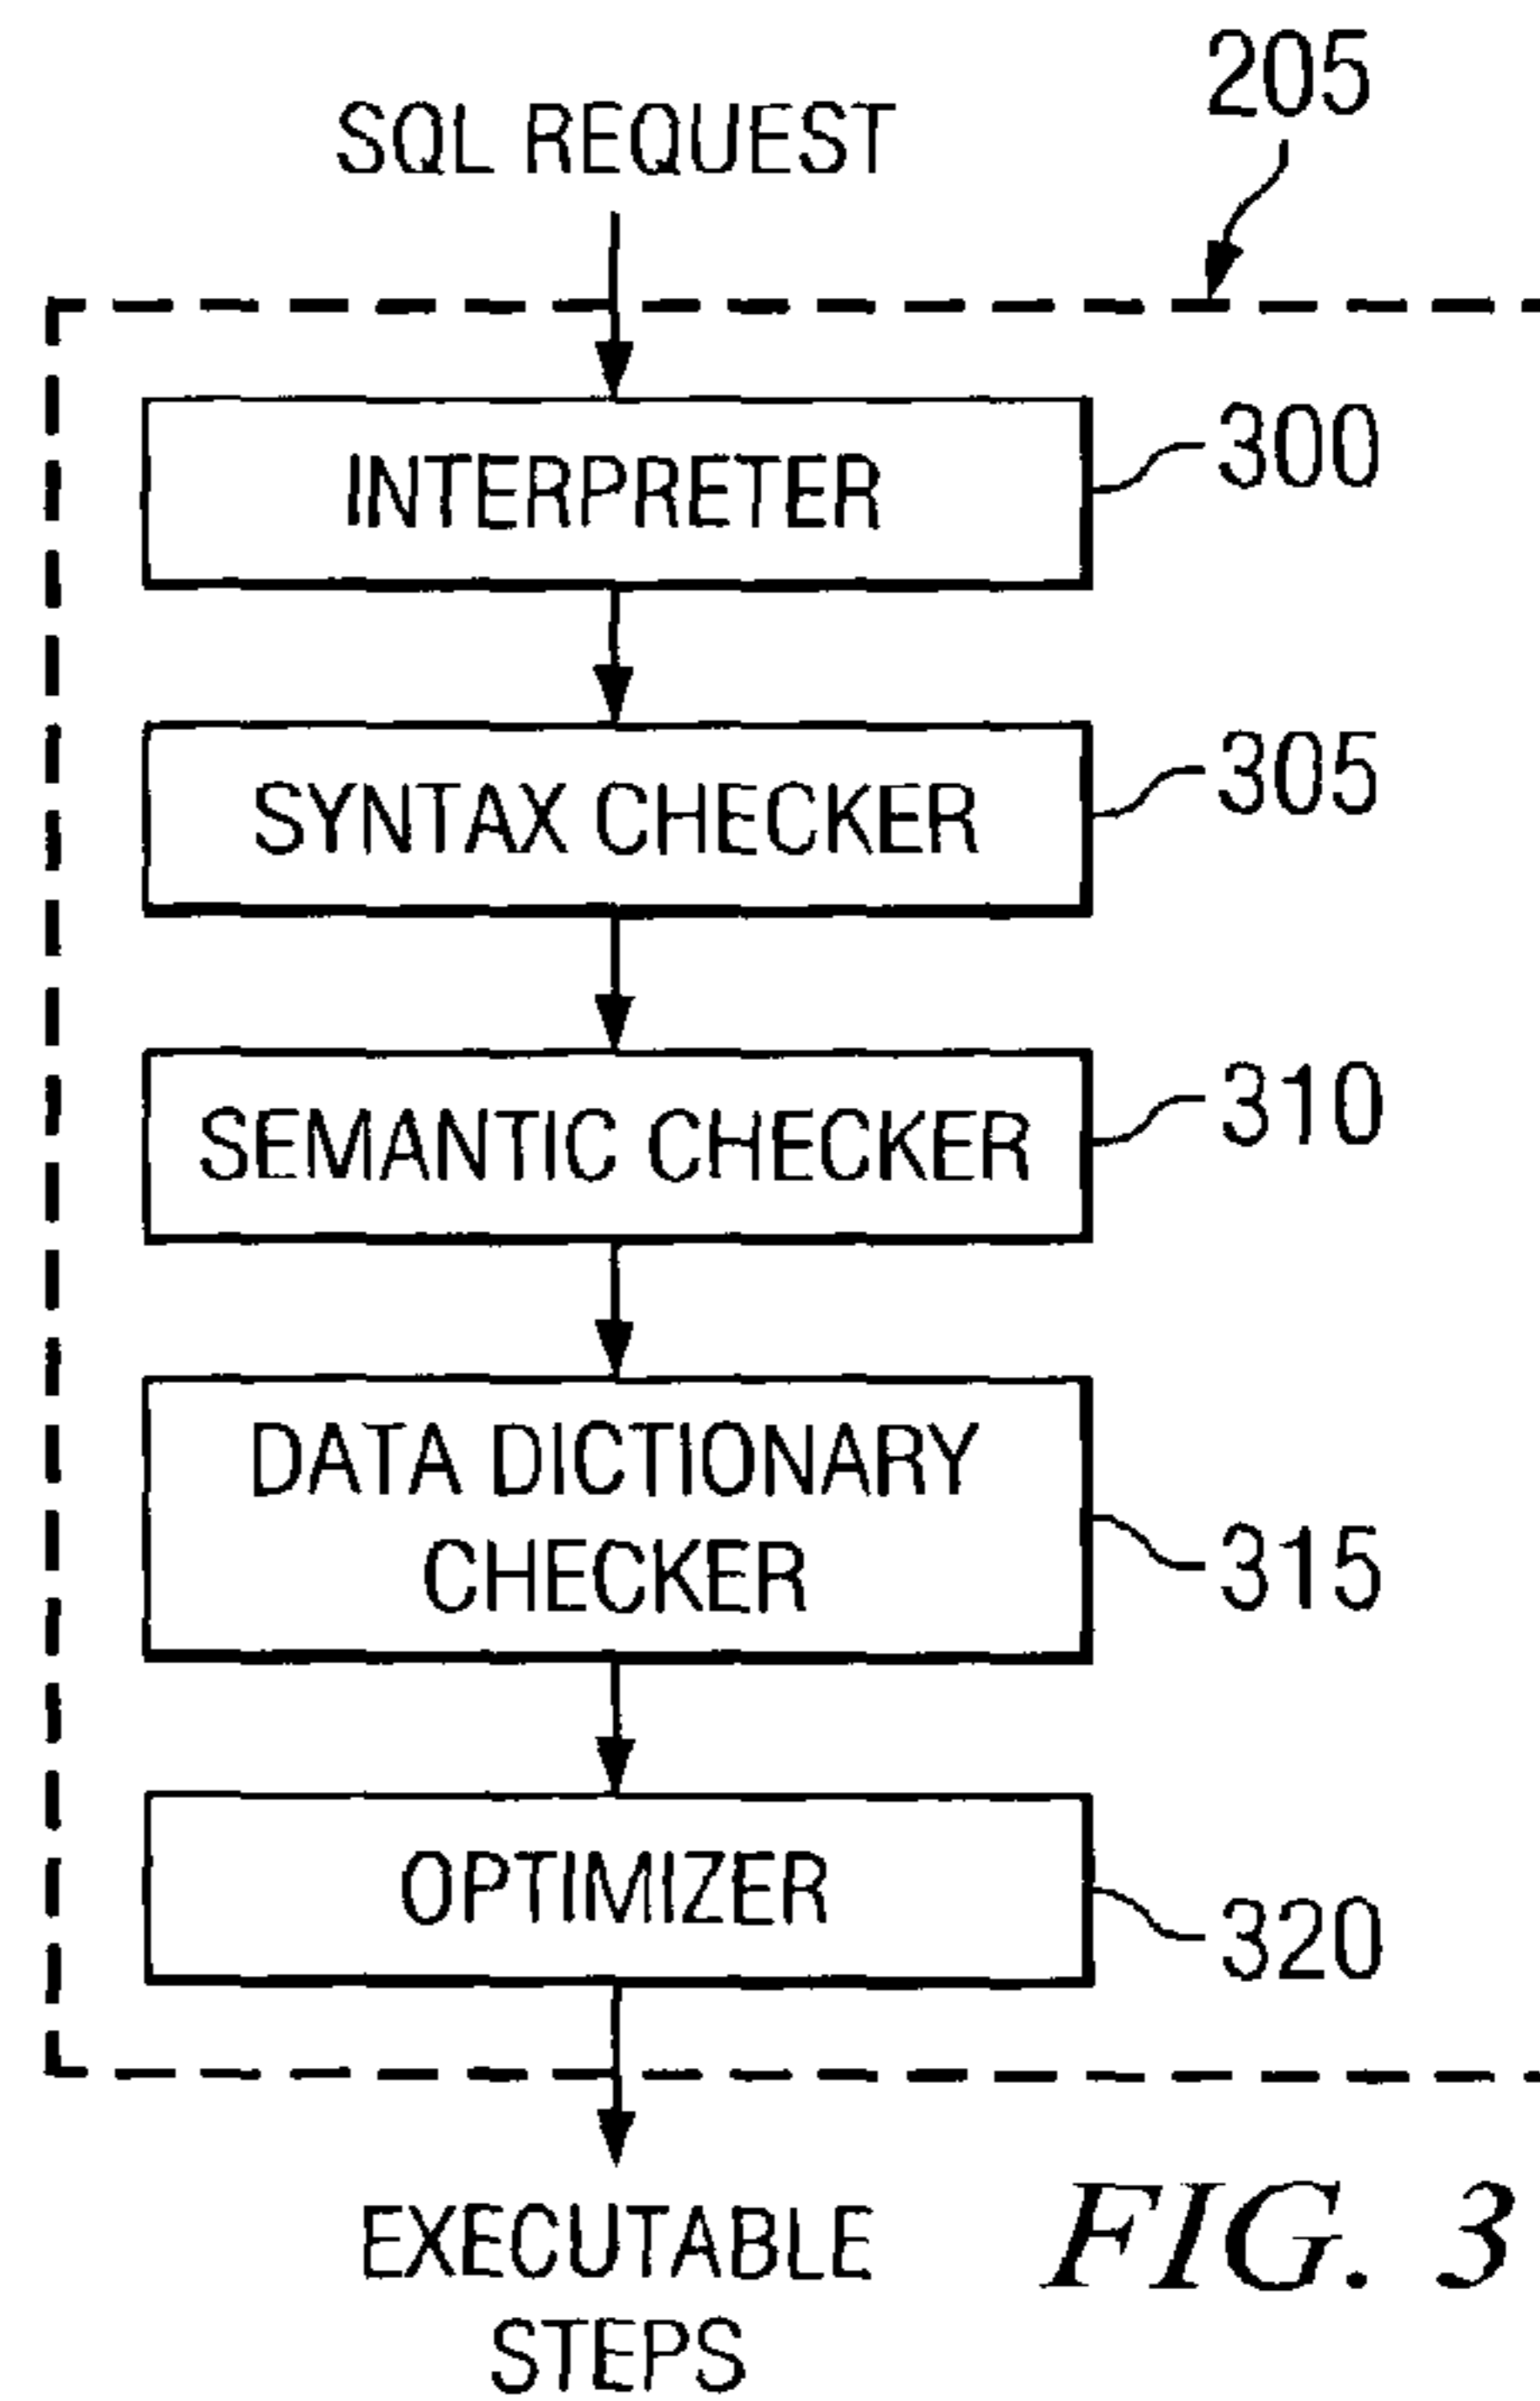 205
SQL REQUEST
INTERPRETER
300
SYNTAX CHECKER
305
SEMANTIC CHECKER
310
DATA DICTIONARY
CHECKER
315
OPTIMIZER
320
EXECUTABLE
STEPS
FIG. 3